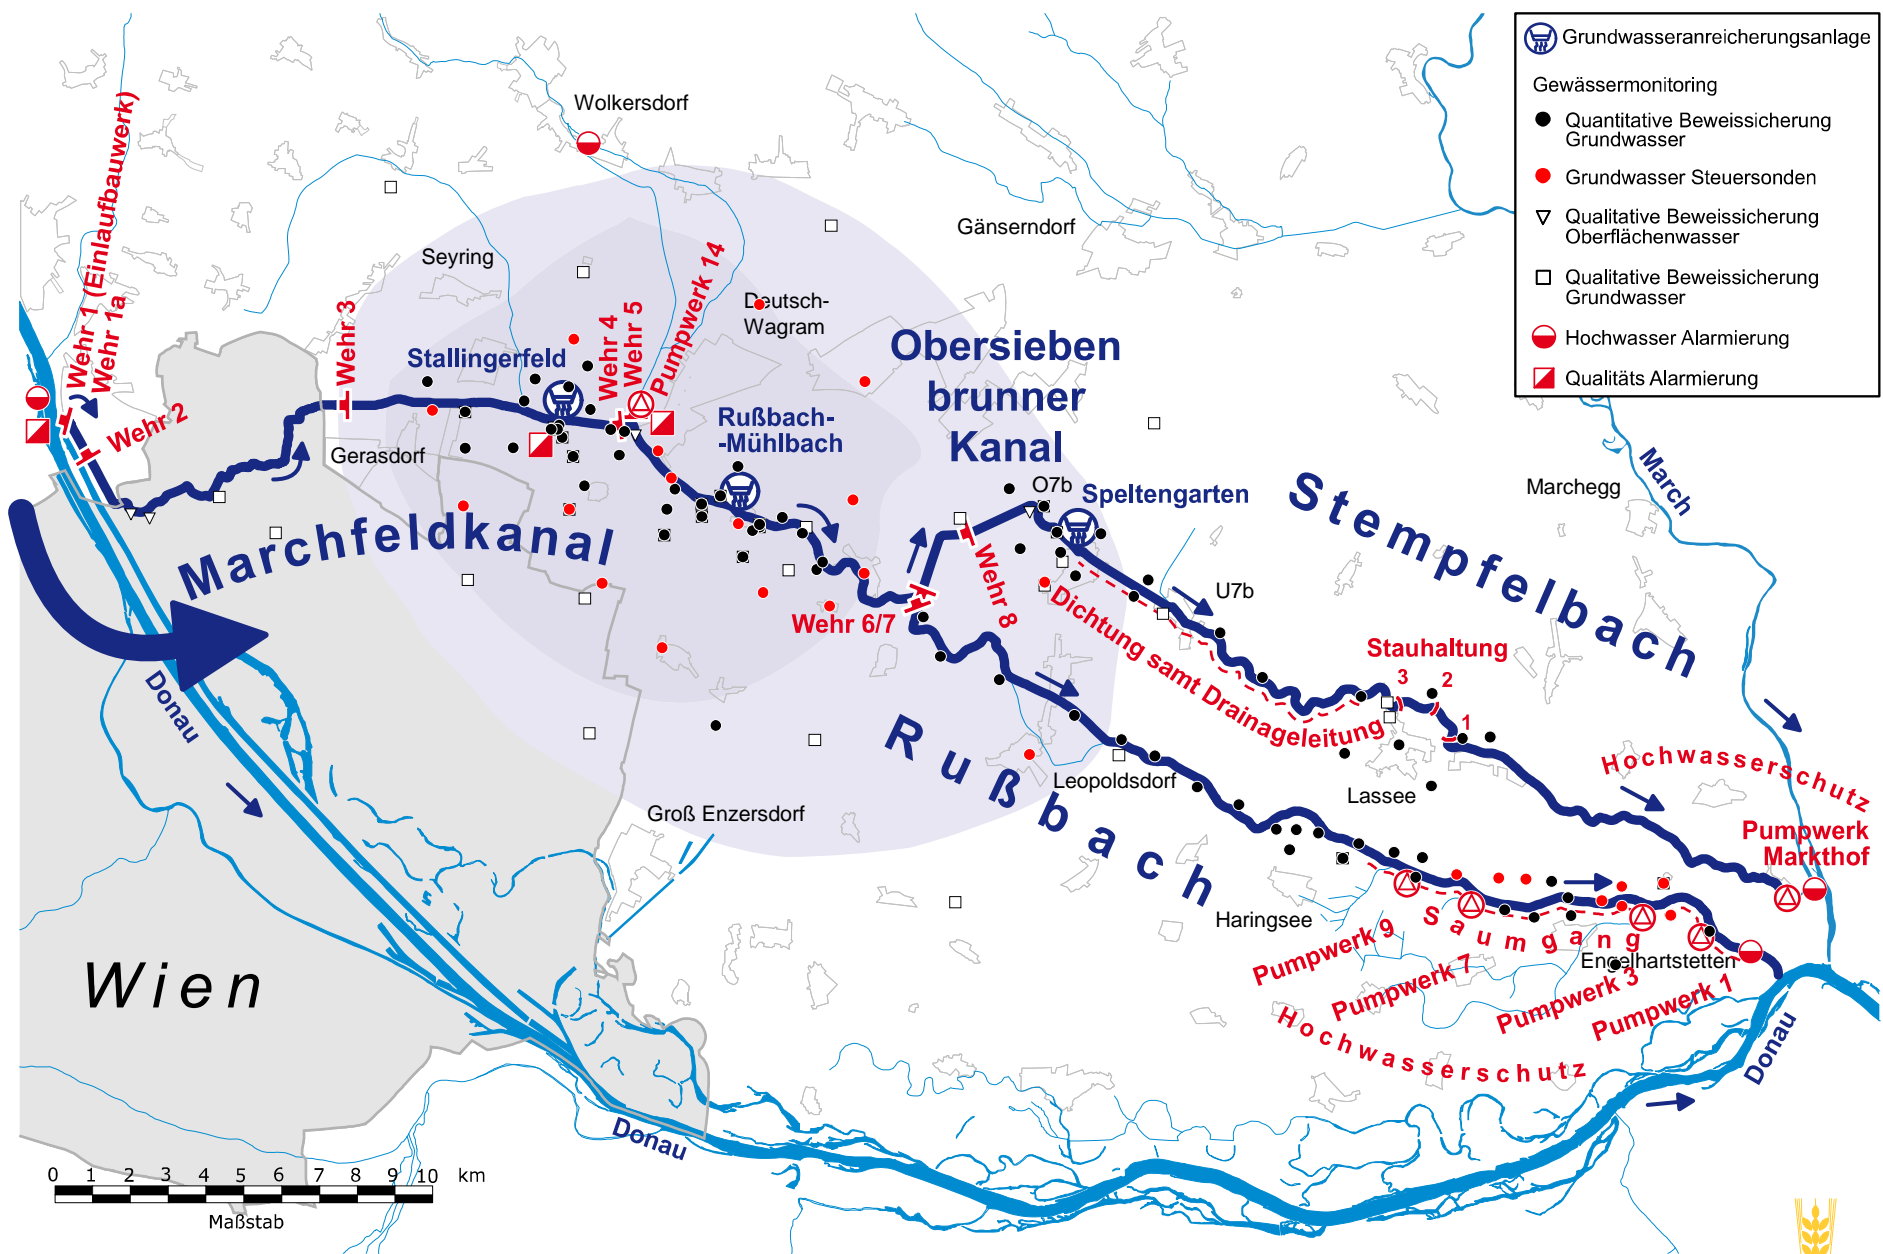 Grundwasseranreicherungsanlage
Gewässermonitoring
Quantitative Beweissicherung
Grundwasser
Grundwasser Steuersonden
Qualitative Beweissicherung
Oberflächenwasser
Qualitative Beweissicherung
Grundwasser
Hochwasser Alarmierung
Qualitäts Alarmierung
Wolkersdorf
Wehr 1 (Einlaufbauwerk)
Wehr 1a
Wehr 2
Wehr 3
Seyring
Gänserndorf
Deutsch-
Wagram
Stallingerfeld
Wehr 4
Wehr 5
Pumpwerk 14
Obersieben
brunner
Kanal
Rußbach-
-Mühlbach
Gerasdorf
Marchfeldkanal
O7b
Speltengarten
Stempfelbach
Marchegg
March
Wehr 6/7
Wehr 8
U7b
Dichtung samt Drainageleitung
Stauhaltung
3
2
1
Donau
Rußbach
Leopoldsdorf
Lassee
Groß Enzersdorf
Hochwasserschutz
Pumpwerk
Markthof
Haringsee
Saumgang
Engelhartstetten
Pumpwerk 9
Pumpwerk 7
Pumpwerk 3
Pumpwerk 1
Hochwasserschutz
Wien
Donau
Donau
0 1 2 3 4 5 6 7 8 9 10 km
Maßstab